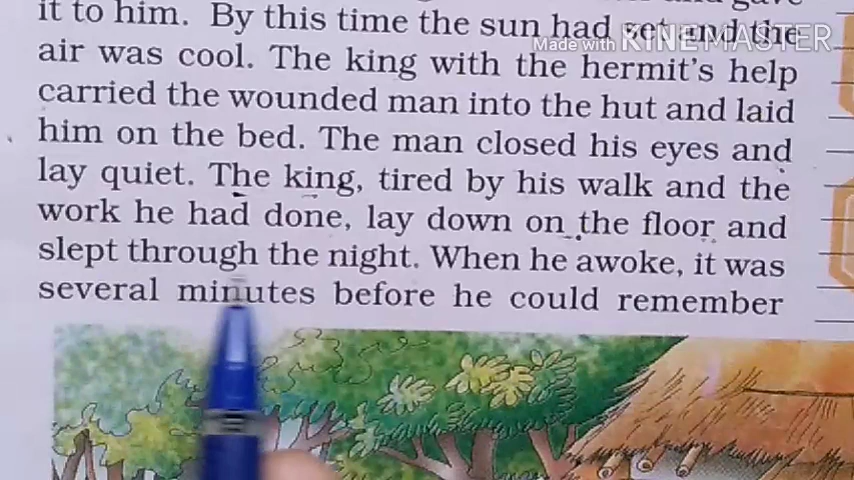 it to him. By this time the sun had set and the
Made with KINEMASTER
air was cool. The king with the hermit's help
carried the wounded man into the hut and laid
him on the bed. The man closed his eyes and
lay quiet. The king, tired by his walk and the
work he had done, lay down on the floor and
slept through the night. When he awoke, it was
several minutes before he could remember